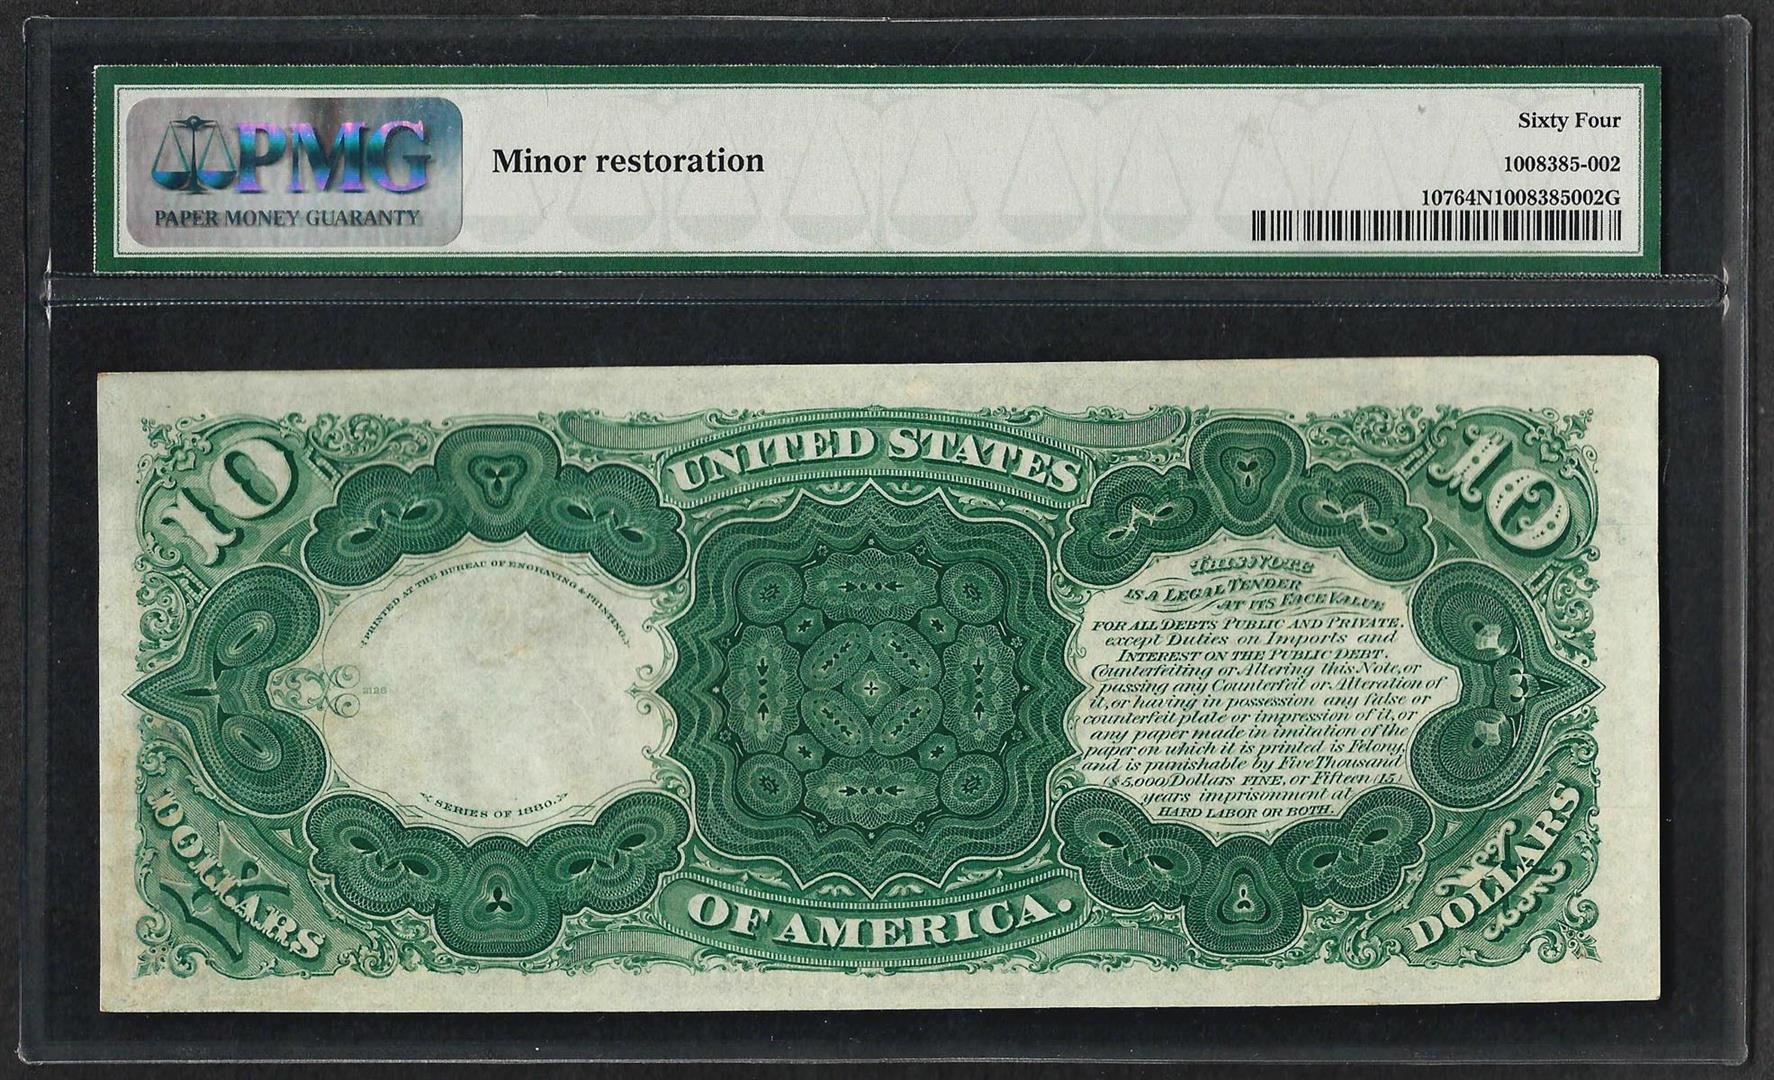 PMG
PAPER MONEY GUARANTY
Minor restoration
Sixty Four
1008385-002
10764N1008385002G
10
UNITED STATES
10
PRINTED AT THE BUREAU OF ENGRAVING & PRINTING.
2126
SERIES OF 1880.
THIS NOTE
IS A LEGAL TENDER
AT ITS FACE VALUE
FOR ALL DEBTS PUBLIC AND PRIVATE,
except Duties on Imports and
INTEREST ON THE PUBLIC DEBT.
Counterfeiting or Altering this Note, or
passing any Counterfeit or Alteration of
it, or having in possession any false or
counterfeit plate or impression of it, or
any paper made in imitation of the
paper on which it is printed is Felony,
and is punishable by Five Thousand
($5,000) Dollars FINE, or Fifteen (15)
years imprisonment at
HARD LABOR OR BOTH.
DOLLARS
X
OF AMERICA.
DOLLARS